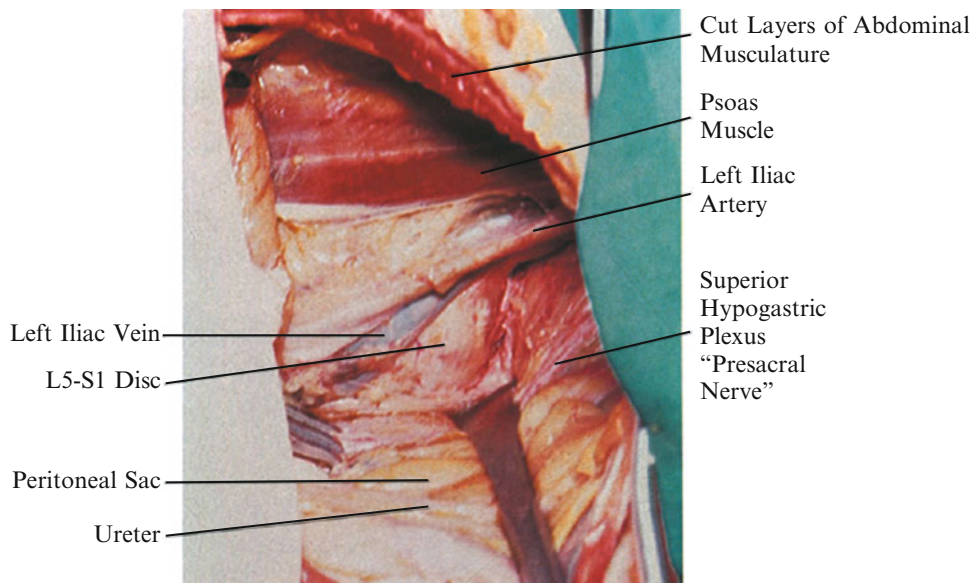 Cut Layers of Abdominal
Musculature
Psoas
Muscle
Left Iliac
Artery
Superior
Hypogastric
Plexus
“Presacral
Nerve”
Left Iliac Vein
L5-S1 Disc
Peritoneal Sac
Ureter